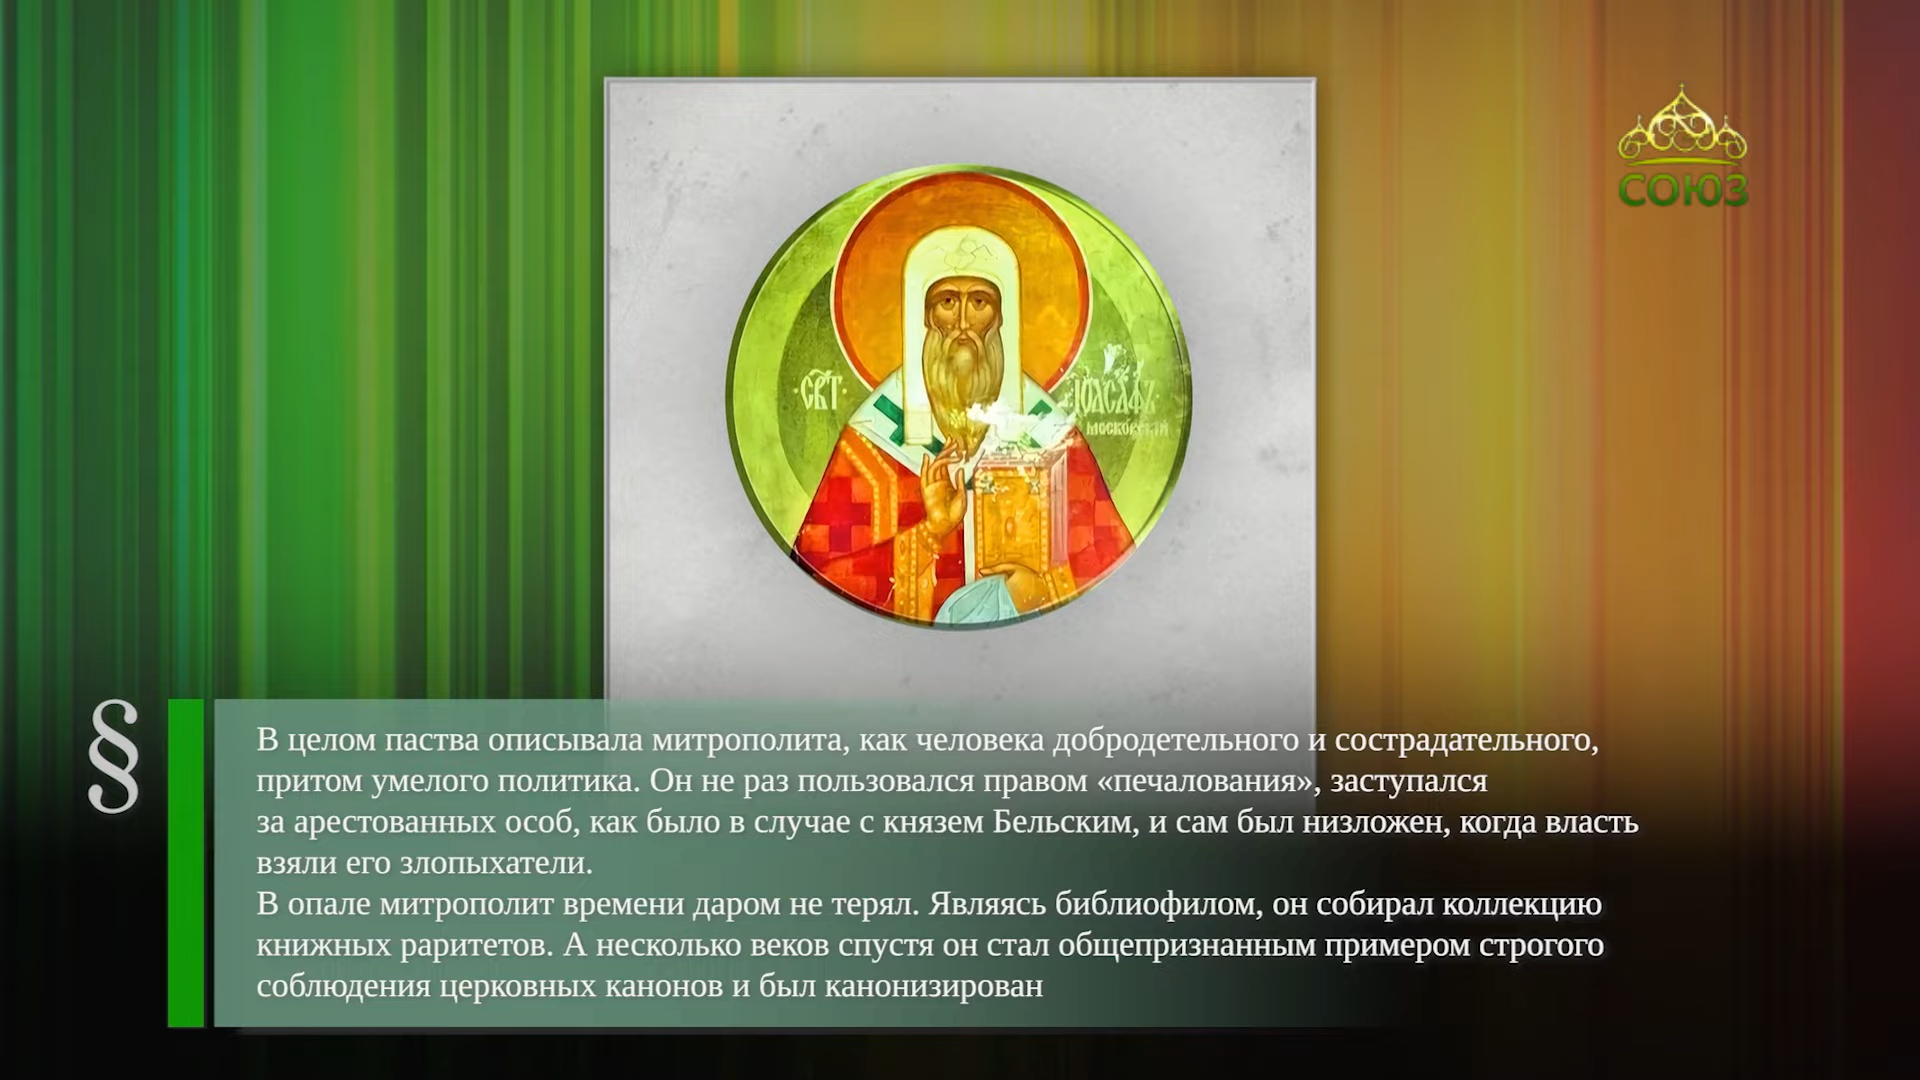 СОЮЗ
·СВТ·
ІОАСАФЪ
МОСКОВСКИЙ
§
В целом паства описывала митрополита, как человека добродетельного и сострадательного,
притом умелого политика. Он не раз пользовался правом «печалования», заступался
за арестованных особ, как было в случае с князем Бельским, и сам был низложен, когда власть
взяли его злопыхатели.
В опале митрополит времени даром не терял. Являясь библиофилом, он собирал коллекцию
книжных раритетов. А несколько веков спустя он стал общепризнанным примером строгого
соблюдения церковных канонов и был канонизирован